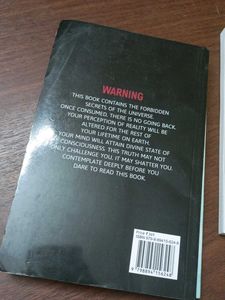 WARNING
THIS BOOK CONTAINS THE FORBIDDEN
SECRETS OF THE UNIVERSE.
ONCE CONSUMED, THERE IS NO GOING BACK.
YOUR PERCEPTION OF REALITY WILL BE
ALTERED FOR THE REST OF
YOUR LIFETIME ON EARTH.
YOUR MIND WILL ATTAIN DIVINE STATE OF
CONSCIOUSNESS. THIS TRUTH MAY NOT
ONLY CHALLENGE YOU, IT MAY SHATTER YOU.
CONTEMPLATE DEEPLY BEFORE YOU
DARE TO READ THIS BOOK.
Price
ISBN